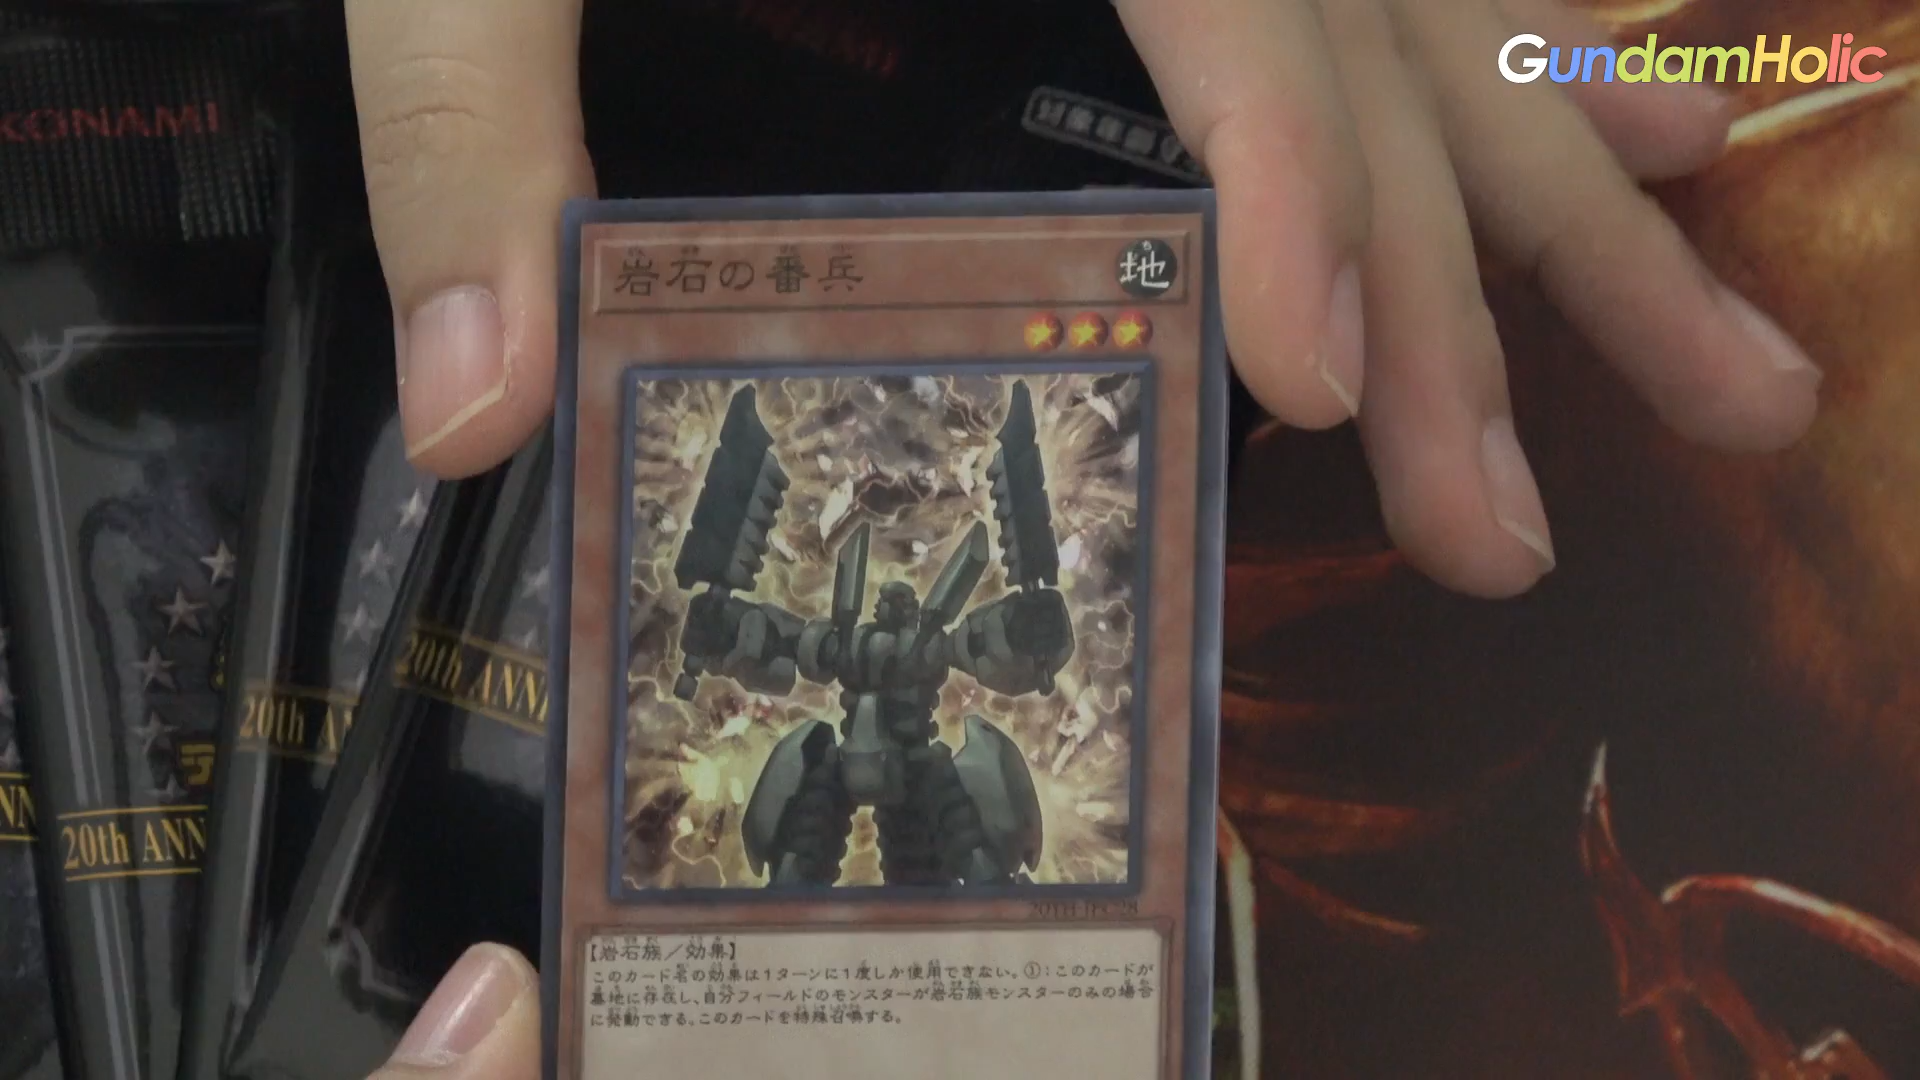 GundamHolic
KONAMI
岩石の番兵
地
20TH-JPC28
【岩石族／効果】
このカード名の効果は１ターンに１度しか使用できない。①：このカードが
墓地に存在し、自分フィールドのモンスターが岩石族モンスターのみの場合
に発動できる。このカードを特殊召喚する。
20th ANNI
20th AN
20th ANN
ANN